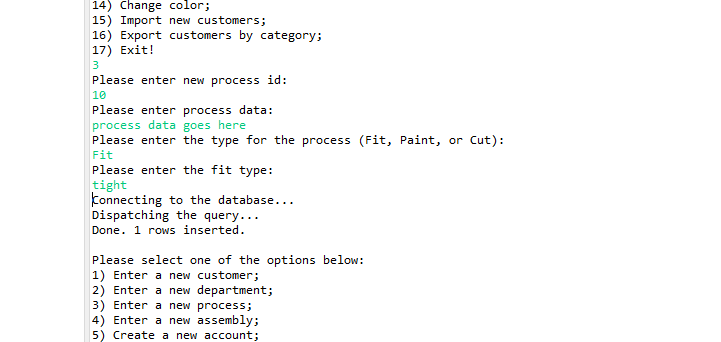 14) Change color;
15) Import new customers;
16) Export customers by category;
17) Exit!
3
Please enter new process id:
10
Please enter process data:
process data goes here
Please enter the type for the process (Fit, Paint, or Cut):
Fit
Please enter the fit type:
tight
Connecting to the database...
Dispatching the query...
Done. 1 rows inserted.

Please select one of the options below:
1) Enter a new customer;
2) Enter a new department;
3) Enter a new process;
4) Enter a new assembly;
5) Create a new account;